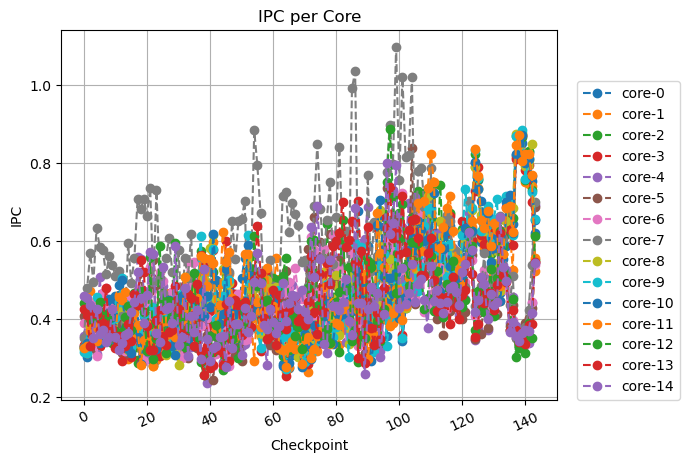 IPC per Core
IPC
1.0
0.8
0.6
0.4
0.2
0
20
40
60
80
100
120
140
Checkpoint
core-0
core-1
core-2
core-3
core-4
core-5
core-6
core-7
core-8
core-9
core-10
core-11
core-12
core-13
core-14